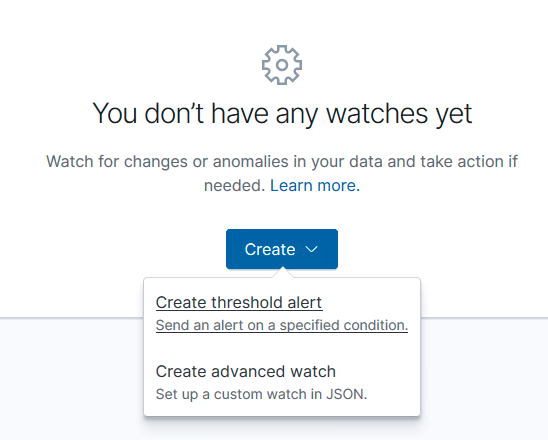 You don’t have any watches yet
Watch for changes or anomalies in your data and take action if
needed. Learn more.
Create
Create threshold alert
Send an alert on a specified condition.
Create advanced watch
Set up a custom watch in JSON.